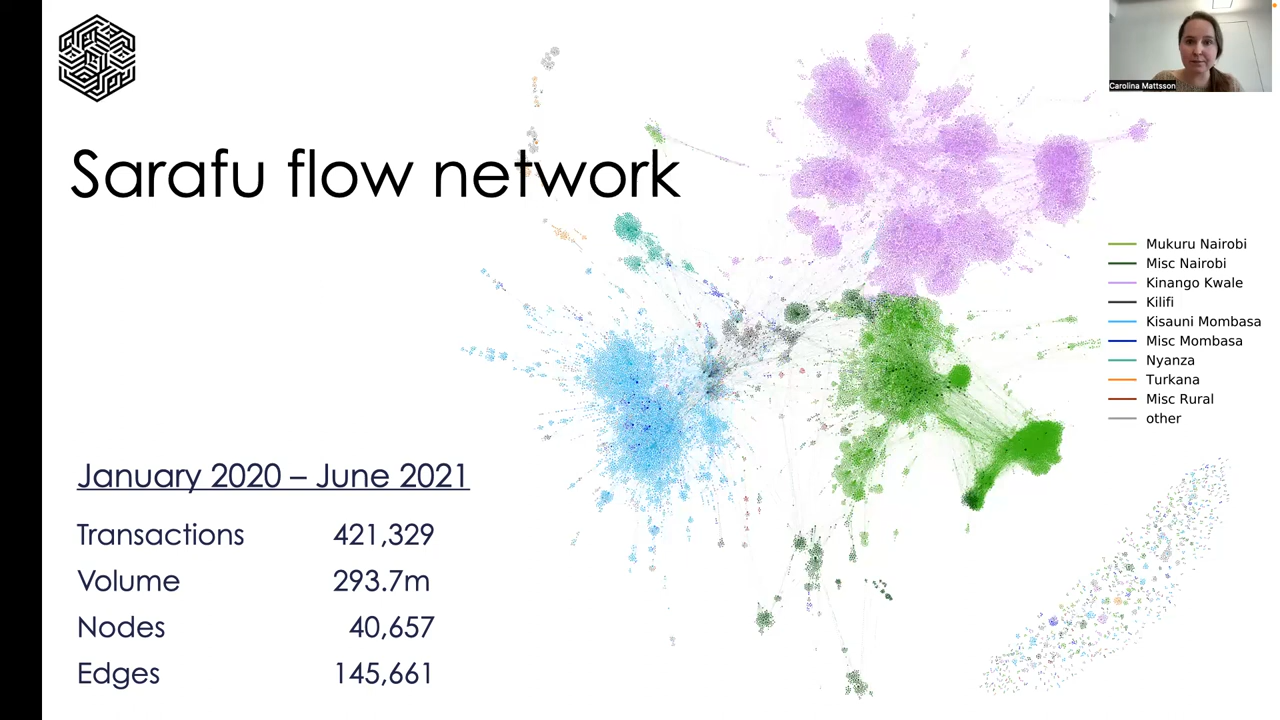 Carolina Mattsson
Sarafu flow network
Mukuru Nairobi
Misc Nairobi
Kinango Kwale
Kilifi
Kisauni Mombasa
Misc Mombasa
Nyanza
Turkana
Misc Rural
other
January 2020 – June 2021
Transactions 421,329
Volume 293.7m
Nodes 40,657
Edges 145,661